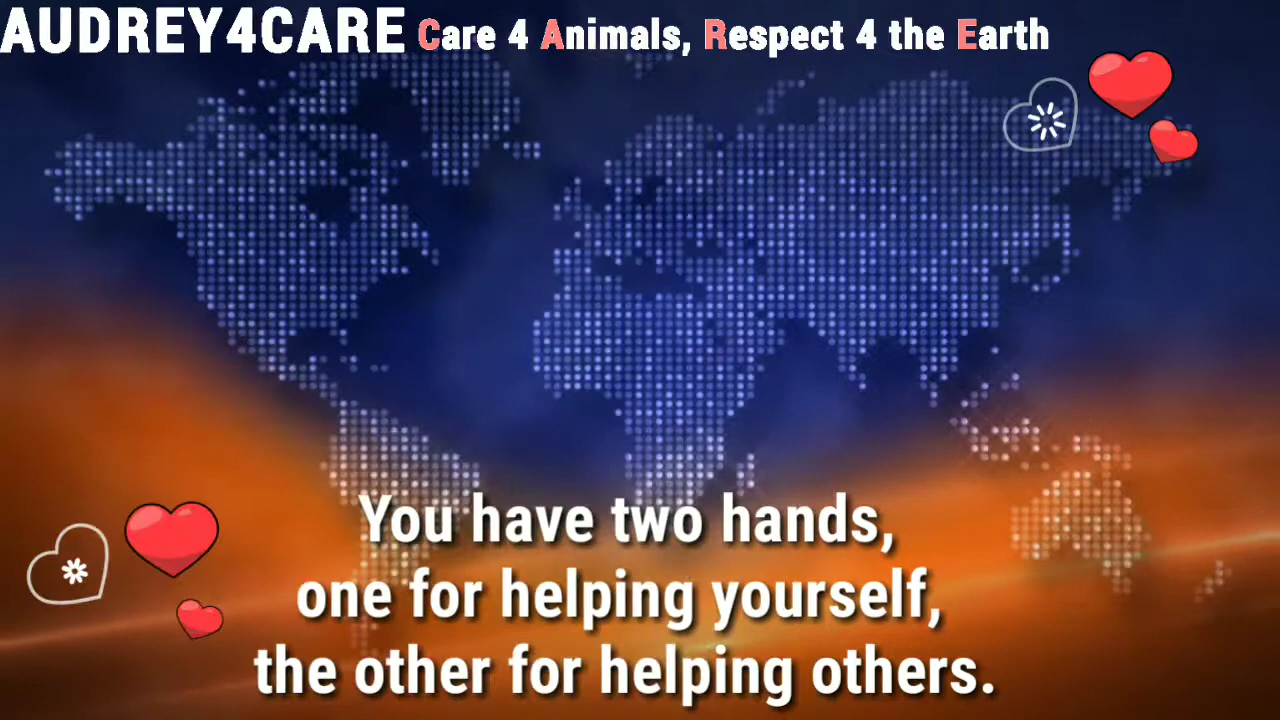 AUDREY4CARE Care 4 Animals, Respect 4 the Earth
You have two hands,
one for helping yourself,
the other for helping others.